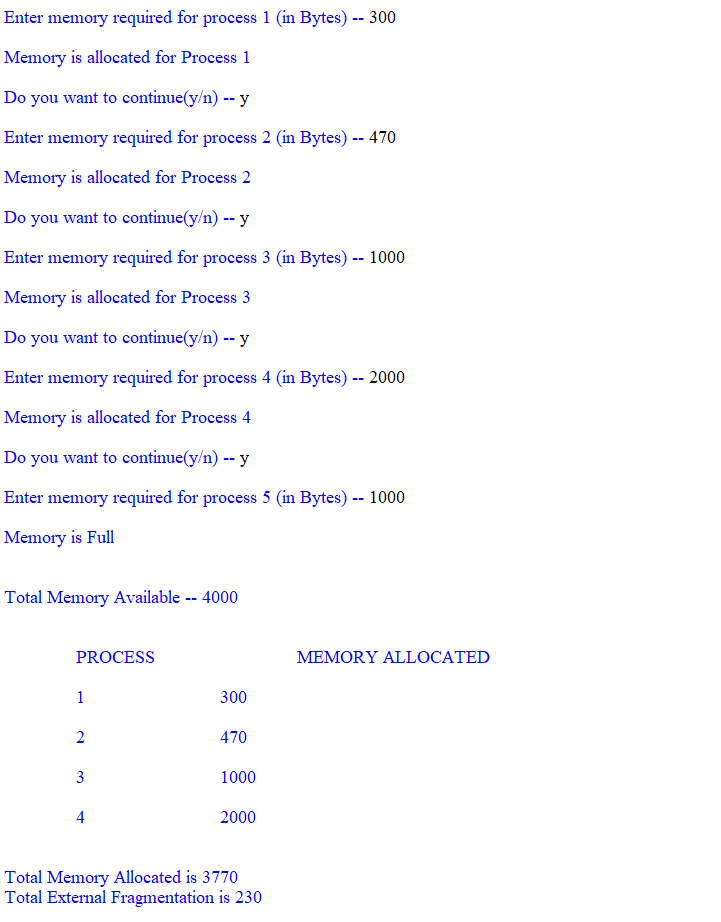 Enter memory required for process 1 (in Bytes) -- 300
Memory is allocated for Process 1
Do you want to continue(y/n) -- y
Enter memory required for process 2 (in Bytes) -- 470
Memory is allocated for Process 2
Do you want to continue(y/n) -- y
Enter memory required for process 3 (in Bytes) -- 1000
Memory is allocated for Process 3
Do you want to continue(y/n) -- y
Enter memory required for process 4 (in Bytes) -- 2000
Memory is allocated for Process 4
Do you want to continue(y/n) -- y
Enter memory required for process 5 (in Bytes) -- 1000
Memory is Full
Total Memory Available -- 4000
PROCESS MEMORY ALLOCATED
1 300
2 470
3 1000
4 2000
Total Memory Allocated is 3770
Total External Fragmentation is 230